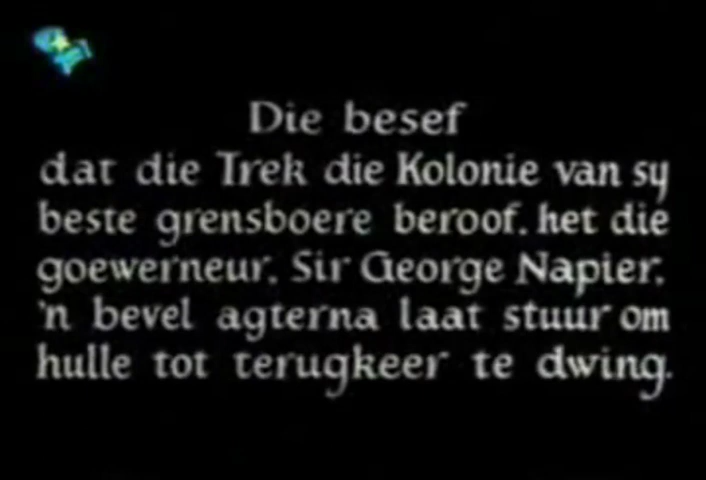 Die besef
dat die Trek die Kolonie van sy
beste grensboere beroof, het die
goewerneur, Sir George Napier,
'n bevel agterna laat stuur om
hulle tot terugkeer te dwing.